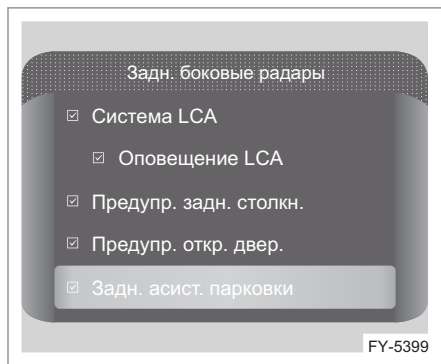 Задн. боковые радары
Система LCA
Оповещение LCA
Предупр. задн. столкн.
Предупр. откр. двер.
Задн. асист. парковки
FY-5399